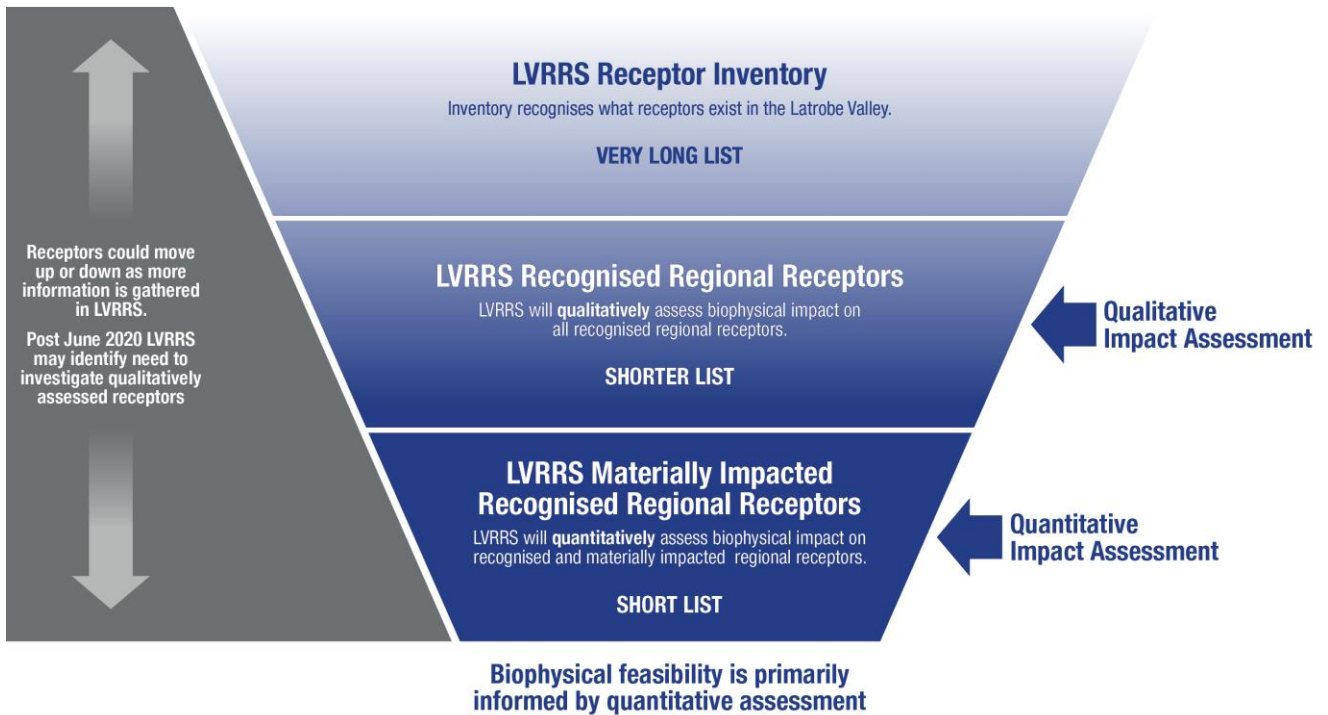 LVRRS Receptor Inventory
Inventory recognises what receptors exist in the Latrobe Valley.
VERY LONG LIST
Receptors could move
up or down as more
information is gathered
in LVRRS.
Post June 2020 LVRRS
may identify need to
investigate qualitatively
assessed receptors
LVRRS Recognised Regional Receptors
LVRRS will qualitatively assess biophysical impact on
all recognised regional receptors.
SHORTER LIST
Qualitative
Impact Assessment
LVRRS Materially Impacted
Recognised Regional Receptors
LVRRS will quantitatively assess biophysical impact on
recognised and materially impacted regional receptors.
SHORT LIST
Quantitative
Impact Assessment
Biophysical feasibility is primarily
informed by quantitative assessment